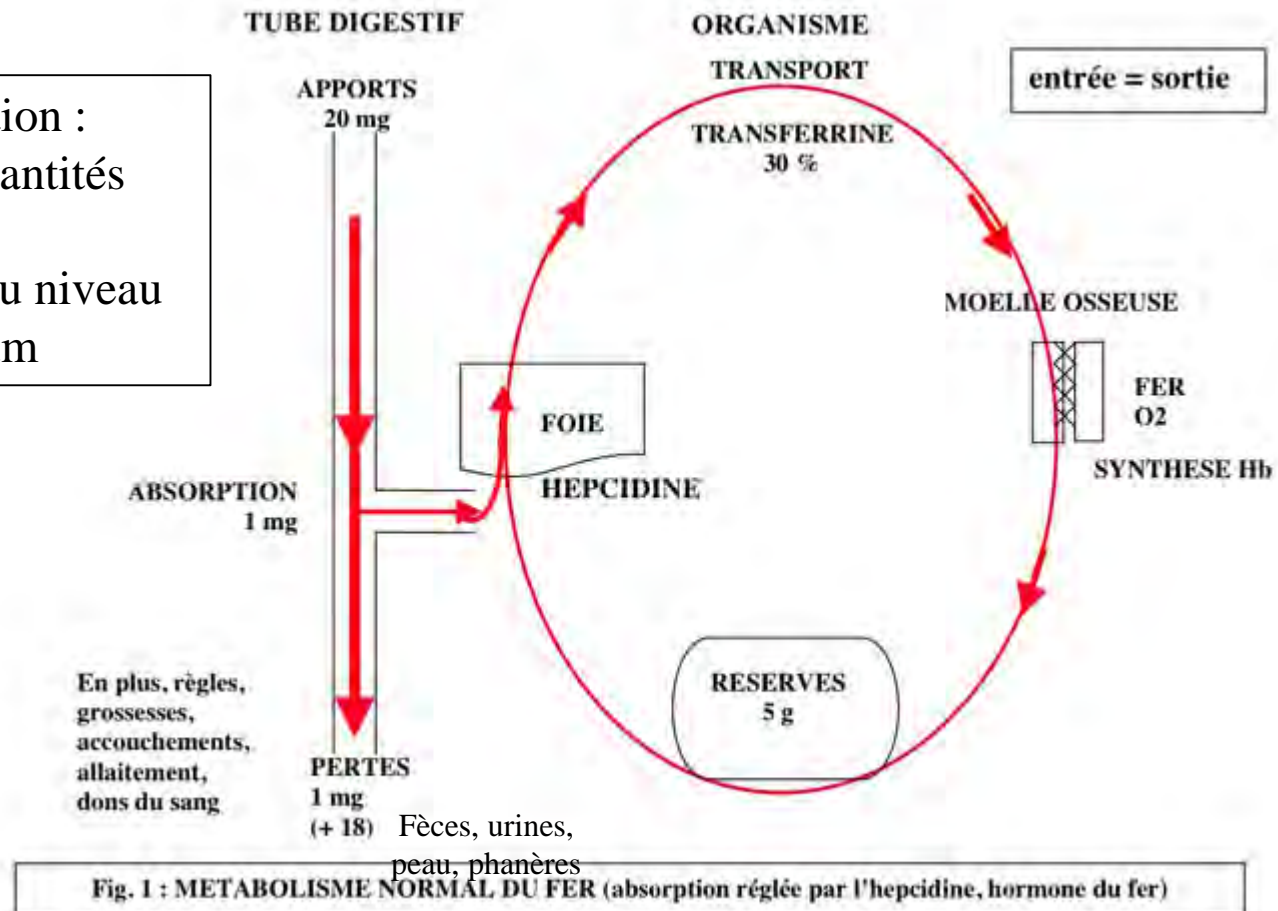 TUBE DIGESTIF
ORGANISME
entrée = sortie
tion :
antités
u niveau
m
APPORTS
20 mg
TRANSPORT
TRANSFERRINE
30 %
MOELLE OSSEUSE
FER
O2
SYNTHESE Hb
FOIE
HEPCIDINE
ABSORPTION
1 mg
RESERVES
5 g
En plus, règles,
grossesses,
accouchements,
allaitement,
dons du sang
PERTES
1 mg
(+ 18)
Fèces, urines,
peau, phanères
Fig. 1 : METABOLISME NORMAL DU FER (absorption réglée par l'hepcidine, hormone du fer)